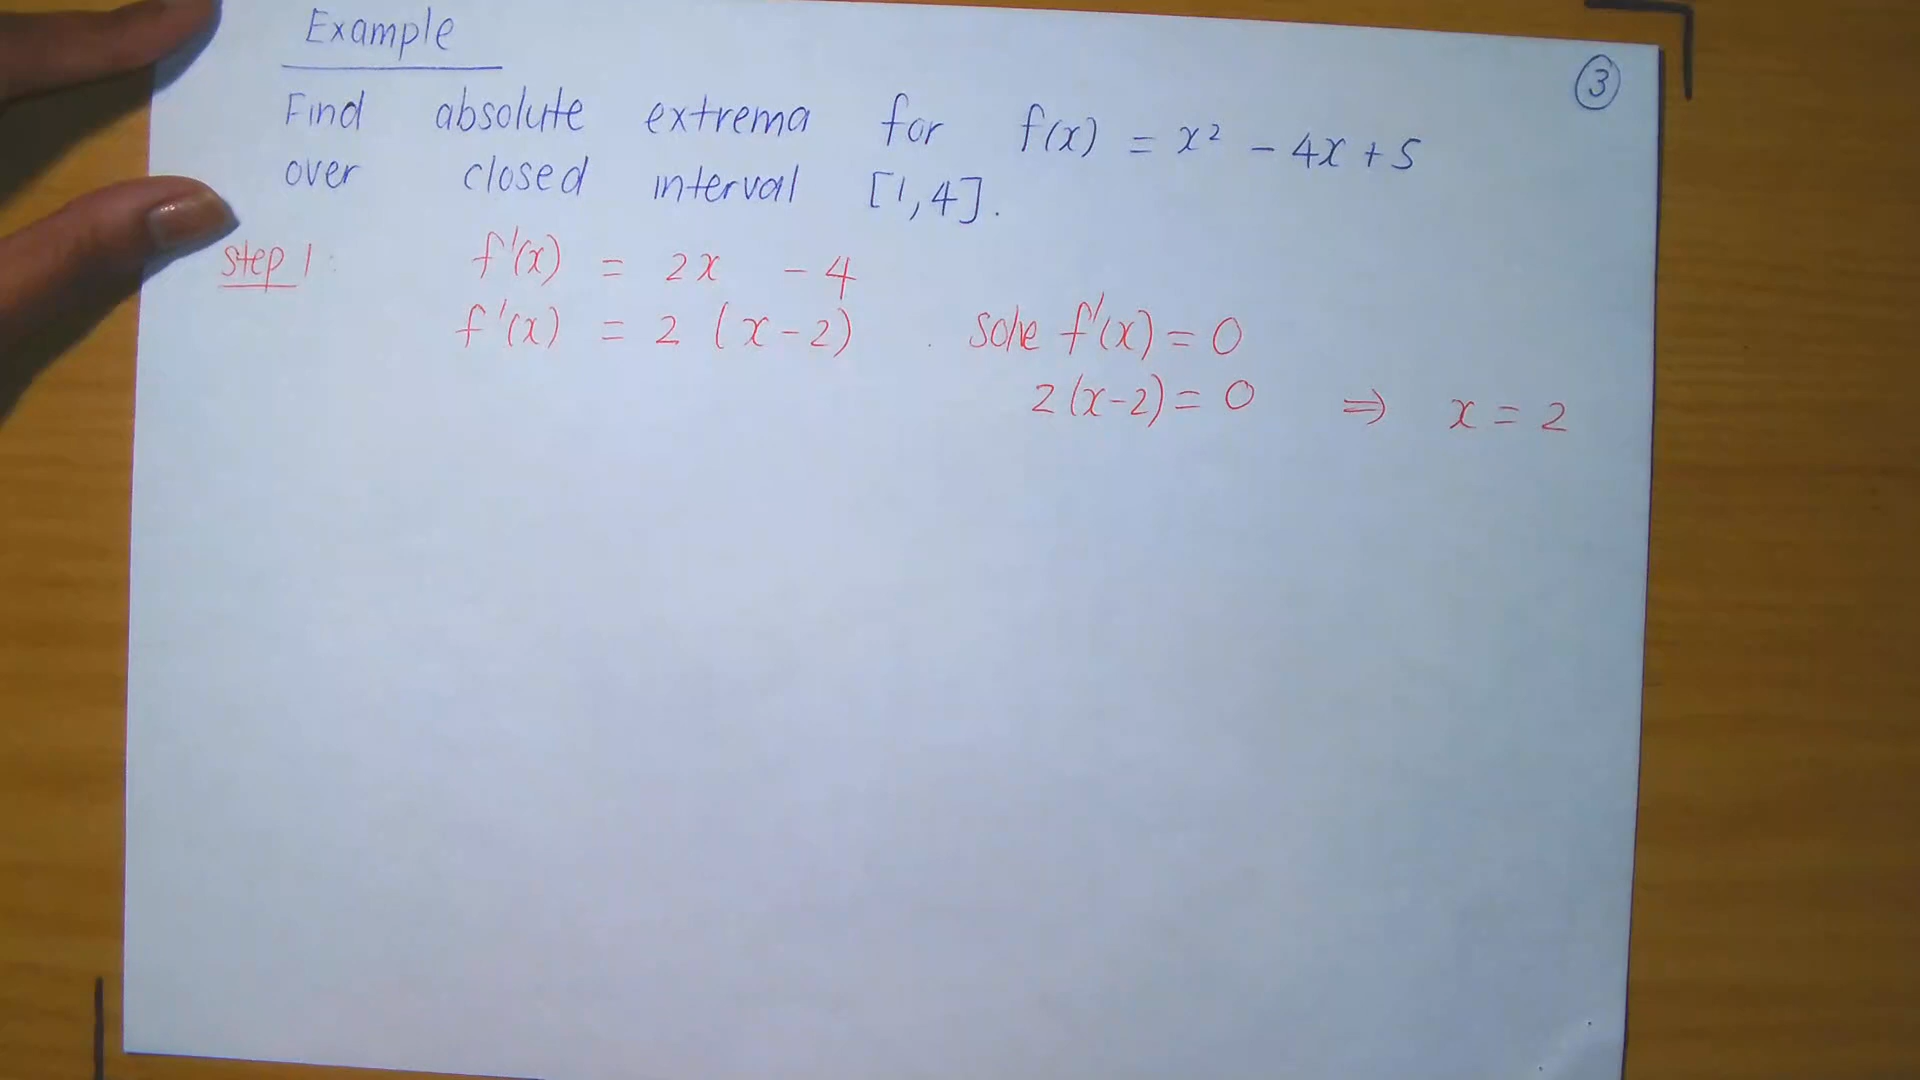 Example
③
Find absolute extrema for f(x) = x² - 4x + 5
over closed interval [1,4].
Step 1: f'(x) = 2x - 4
f'(x) = 2 (x-2) . solve f'(x) = 0
2(x-2) = 0 ⇒ x = 2